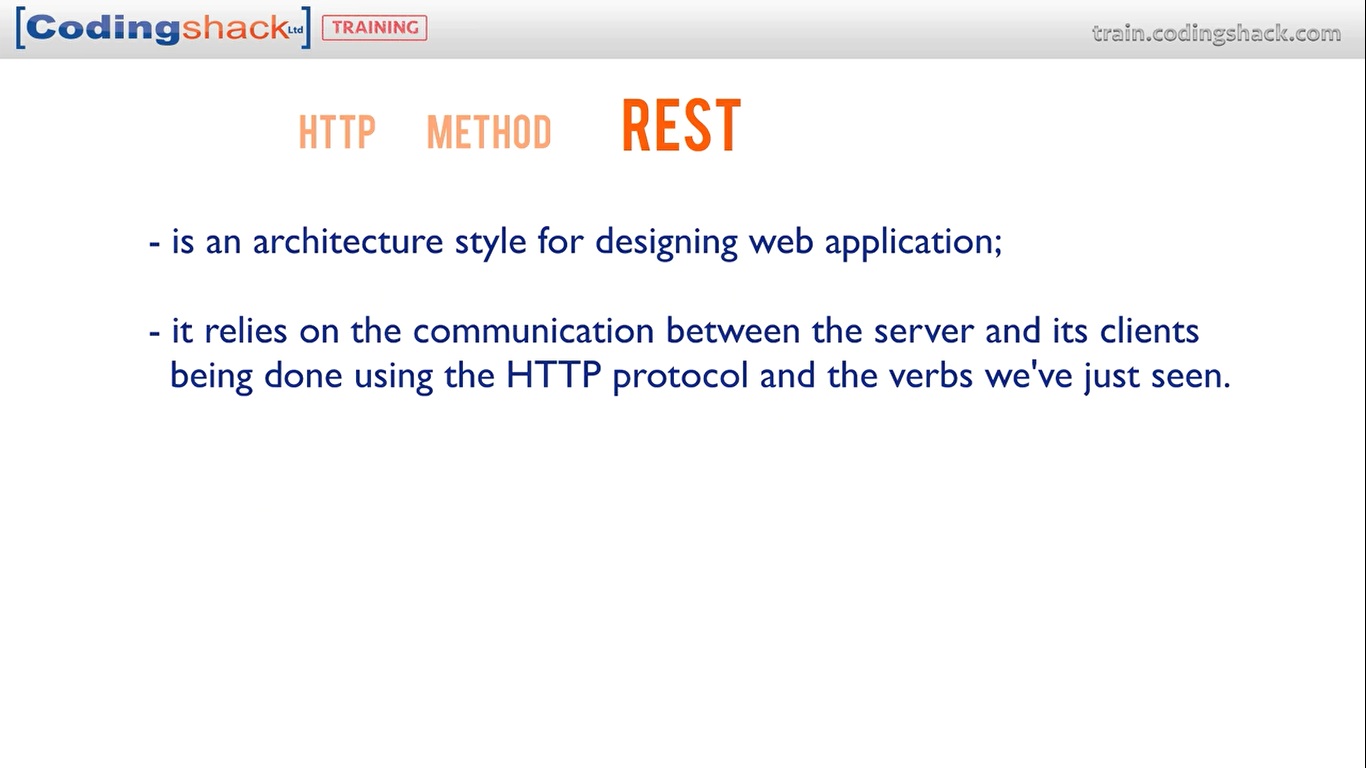 [Codingshack Ltd] TRAINING train.codingshack.com
HTTP METHOD REST
- is an architecture style for designing web application;
- it relies on the communication between the server and its clients
being done using the HTTP protocol and the verbs we've just seen.